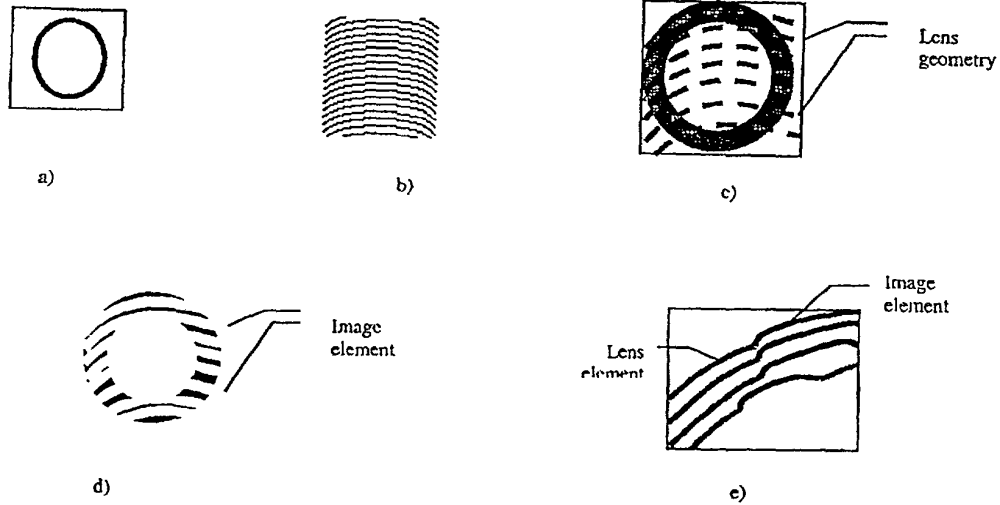 a)
b)
c)
Lens
geometry
d)
Image
element
e)
Image
element
Lens
element